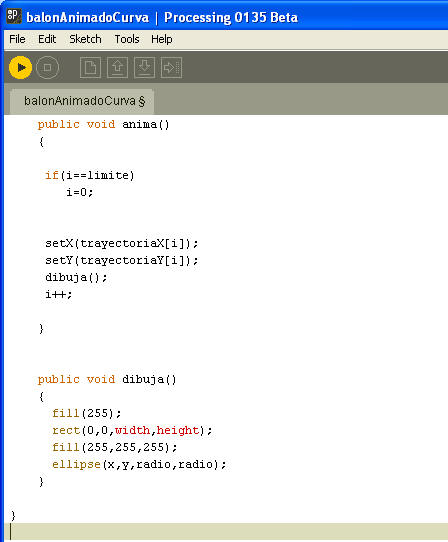 balonAnimadoCurva | Processing 0135 Beta
File Edit Sketch Tools Help
balonAnimadoCurva §
public void anima()
{
if(i==limite)
i=0;
setX(trayectoriaX[i]);
setY(trayectoriaY[i]);
dibuja();
i++;
}
public void dibuja()
{
fill(255);
rect(0,0,width,height);
fill(255,255,255);
ellipse(x,y,radio,radio);
}
}